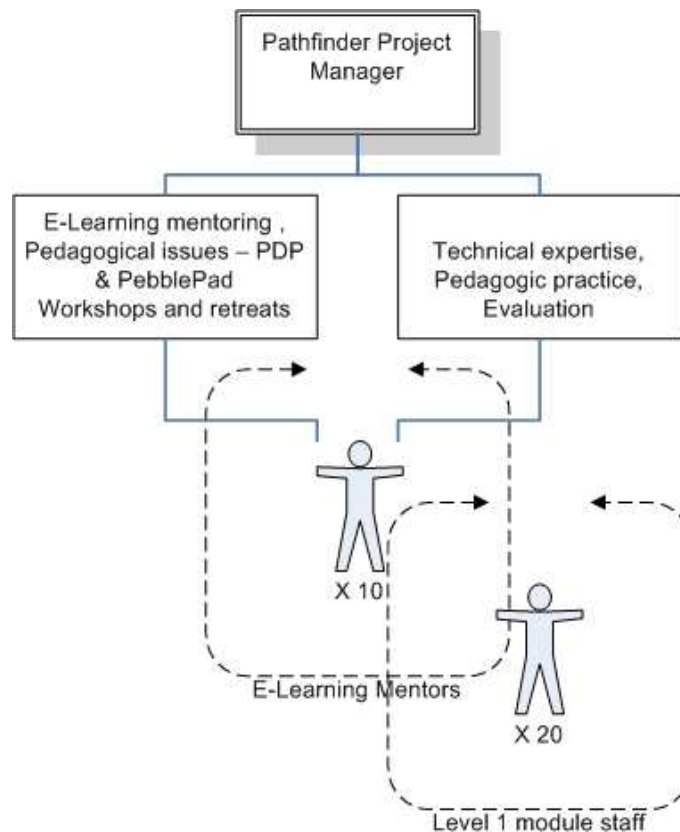 Pathfinder Project
Manager
E-Learning mentoring ,
Pedagogical issues – PDP
& PebblePad
Workshops and retreats
Technical expertise,
Pedagogic practice,
Evaluation
X 10
E-Learning Mentors
X 20
Level 1 module staff